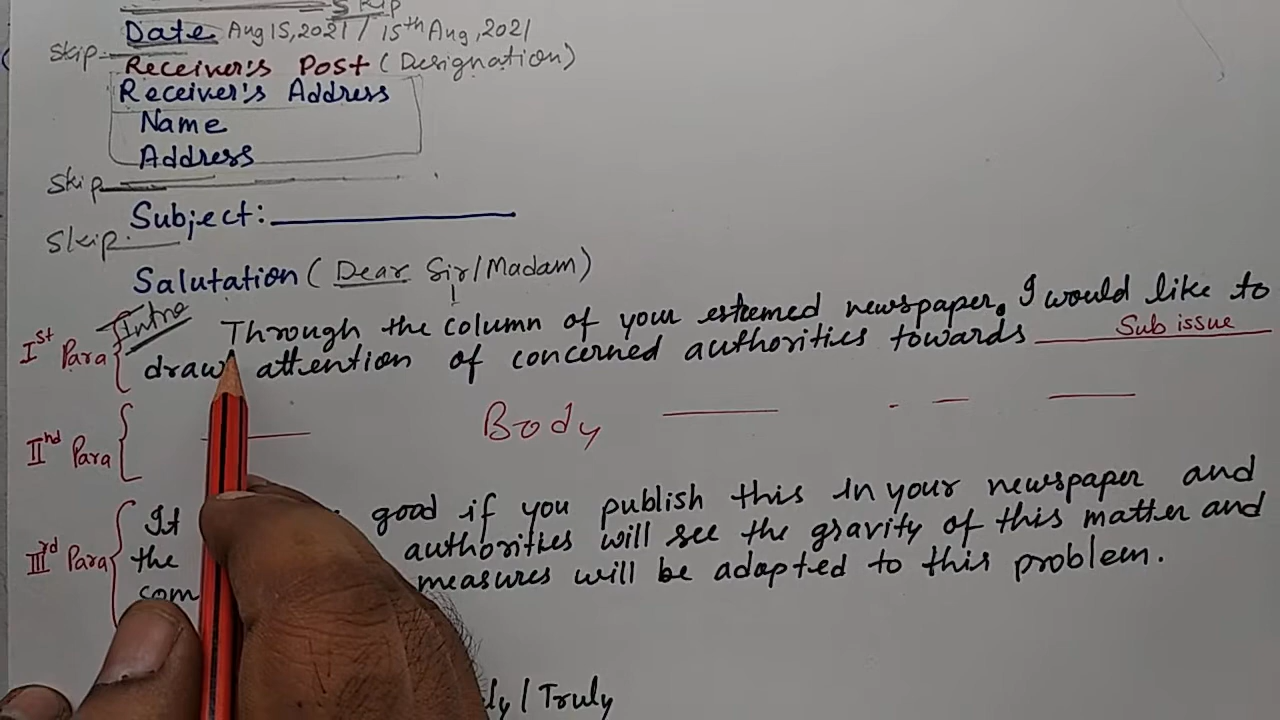 Skip
Date Aug 15, 2021 / 15th Aug, 2021
Skip
Receiver's Post (Designation)
Receiver's Address
Name
Address
Skip
Subject:
Skip
Salutation (Dear Sir/Madam)
Ist Para Intro Through the column of your esteemed newspaper, I would like to
draw attention of concerned authorities towards Sub issue
IInd Para Body
IIIrd Para It good if you publish this in your newspaper and
the authorities will see the gravity of this matter and
com measures will be adapted to this problem.
ly / Truly